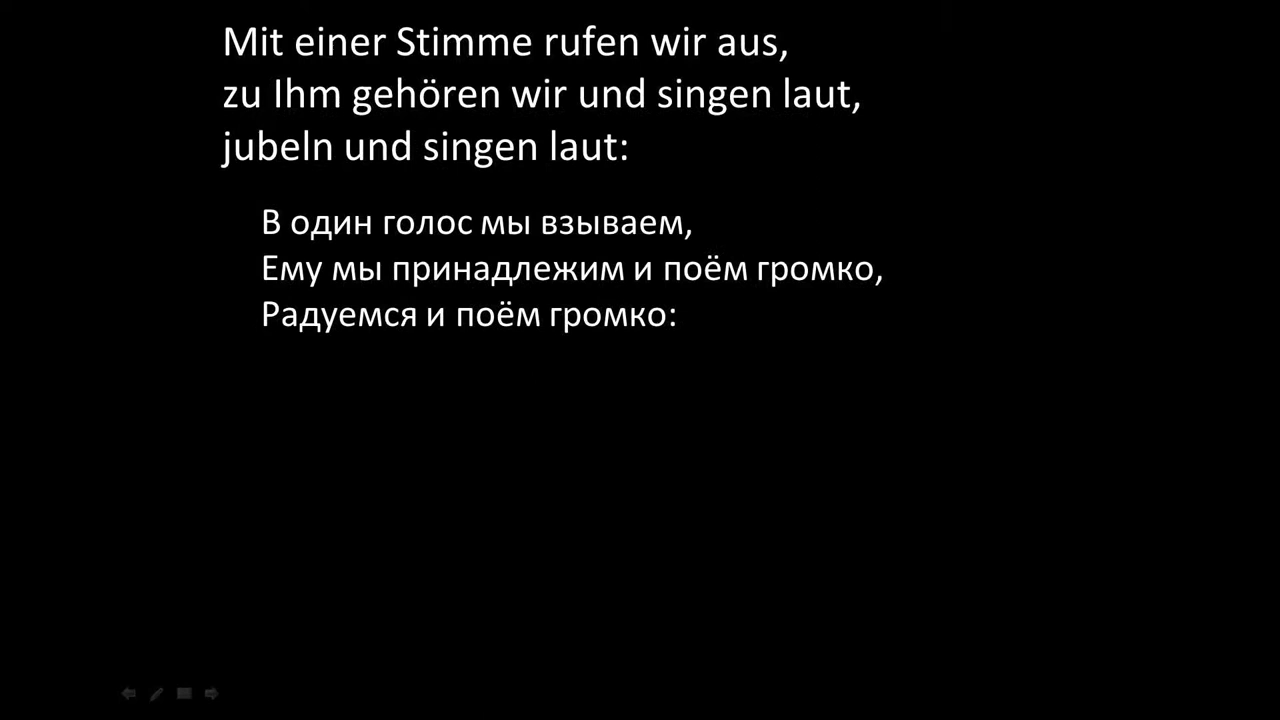 Mit einer Stimme rufen wir aus,
zu Ihm gehören wir und singen laut,
jubeln und singen laut:
В один голос мы взываем,
Ему мы принадлежим и поём громко,
Радуемся и поём громко: